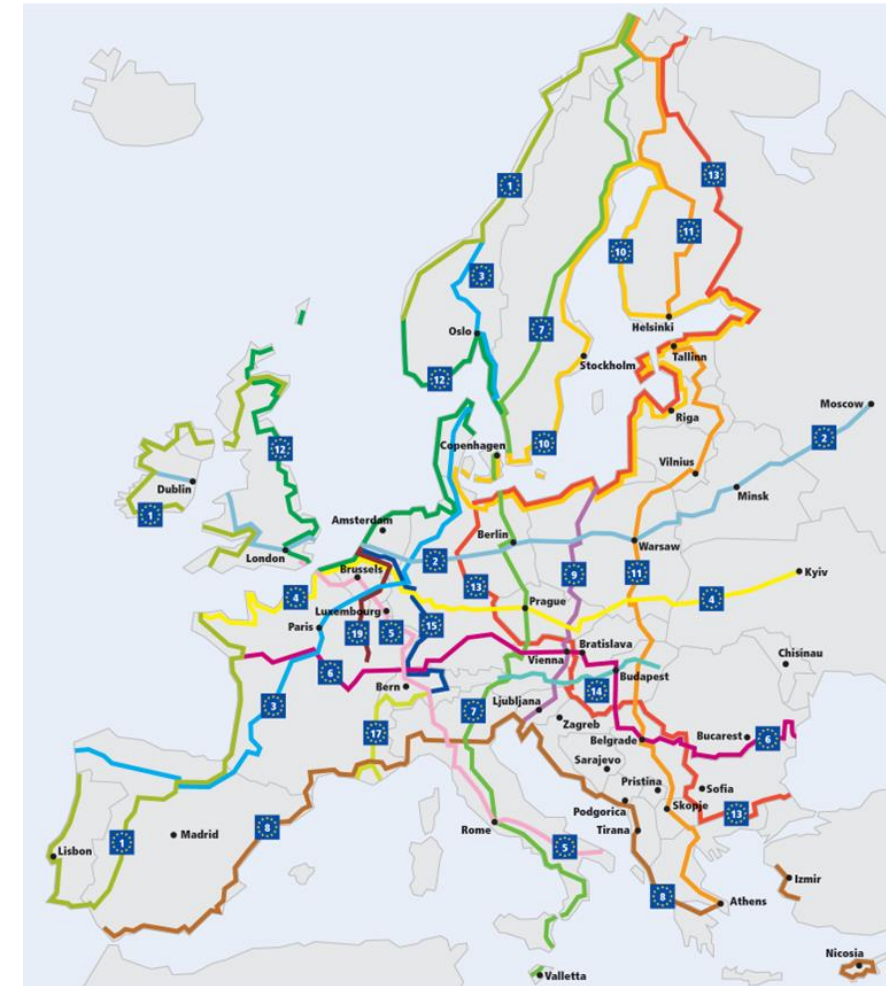 1
13
11
10
3
7
Helsinki
Oslo
Tallinn
Stockholm
12
Moscow
Riga
2
10
12
Copenhagen
Vilnius
Dublin
Minsk
1
Amsterdam
Berlin
London
Warsaw
2
Brussels
9
11
Kyiv
13
4
4
Prague
Luxembourg
Paris
15
19
5
Bratislava
Chisinau
Vienna
6
Budapest
Bern
14
Ljubljana
3
7
Zagreb
17
Belgrade
Bucarest
6
Sarajevo
Pristina
Sofia
Podgorica
Skopje
13
8
Rome
Tirana
Madrid
1
Lisbon
5
Izmir
8
Athens
Nicosia
Valletta